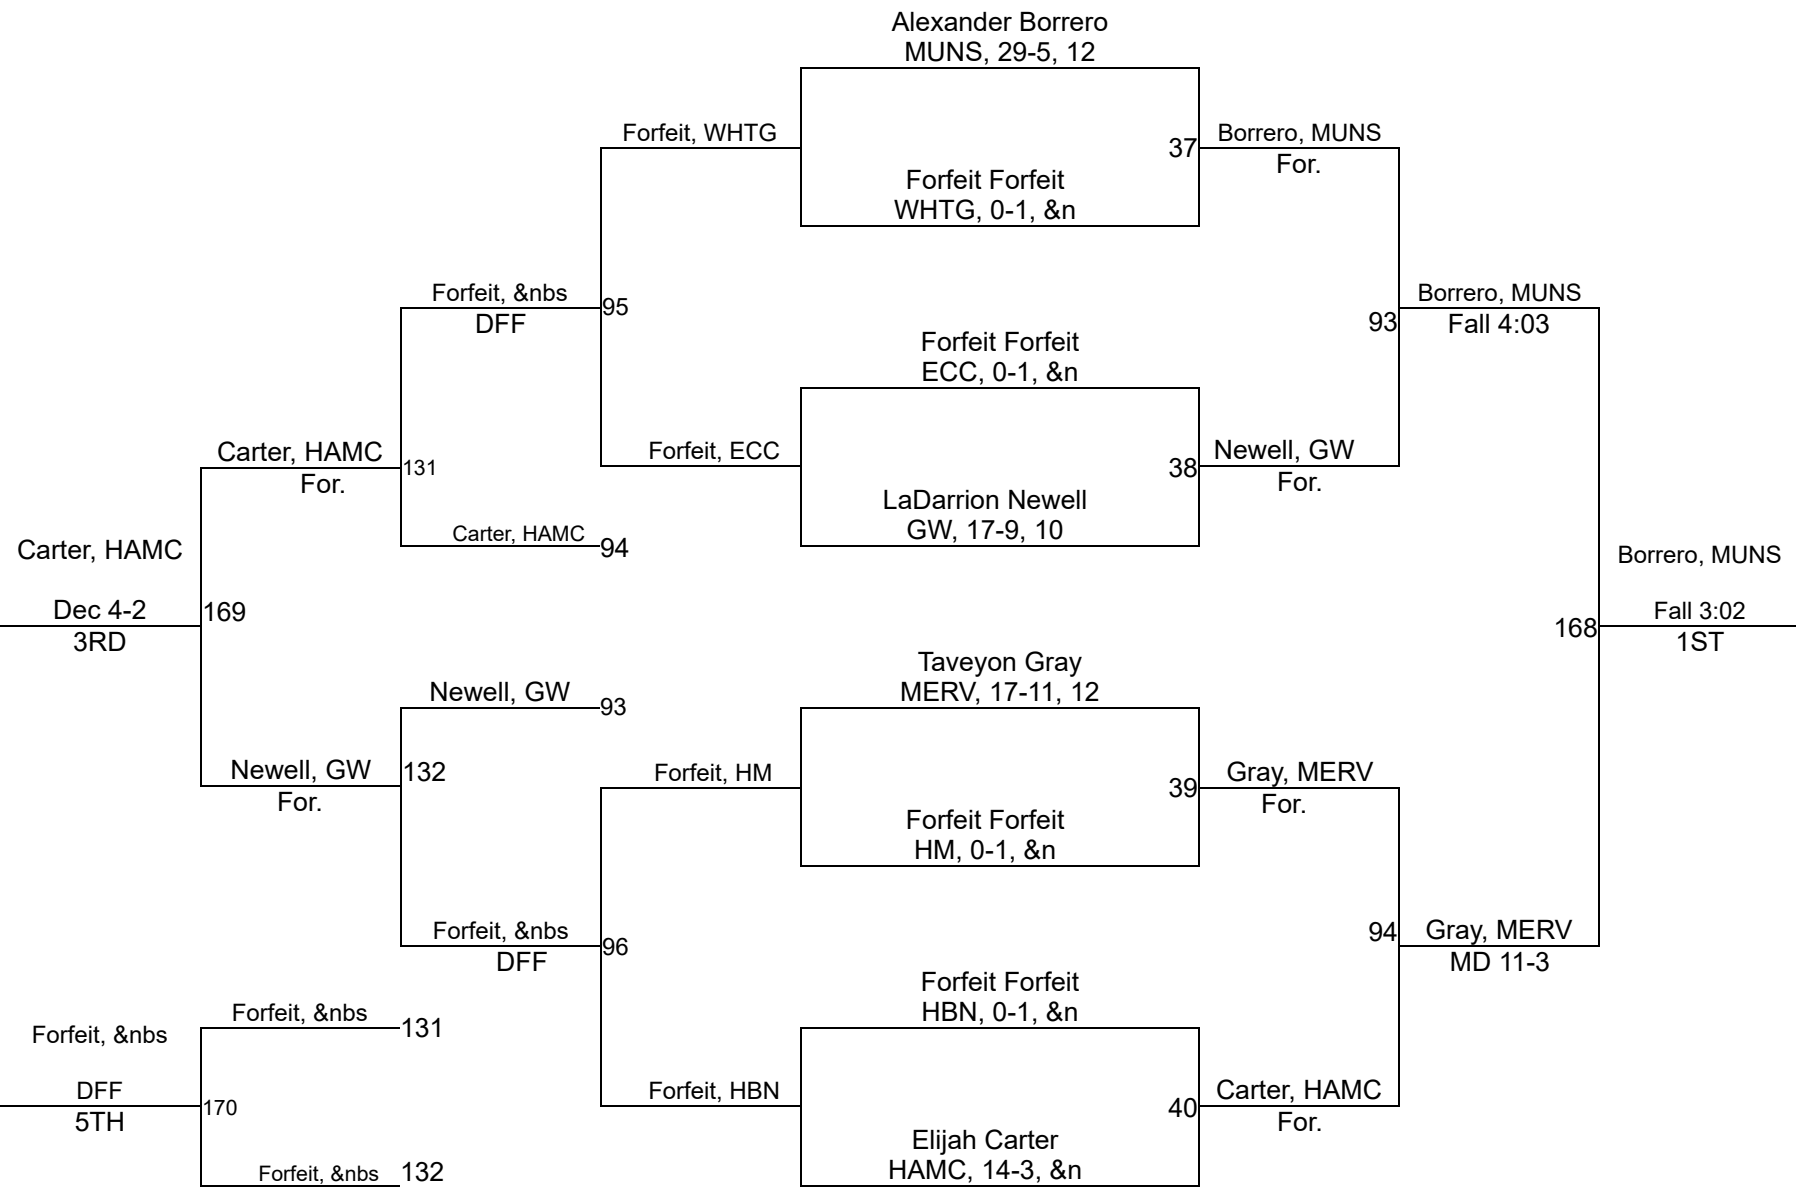 Alexander Borrero
MUNS, 29-5, 12
Forfeit, WHTG
37
Borrero, MUNS
For.
Forfeit Forfeit
WHTG, 0-1, &n
Forfeit, &nbs
DFF
95
93
Borrero, MUNS
Fall 4:03
Forfeit Forfeit
ECC, 0-1, &n
Carter, HAMC
For.
131
Forfeit, ECC
38
Newell, GW
For.
LaDarrion Newell
GW, 17-9, 10
Carter, HAMC
94
Carter, HAMC
Dec 4-2
3RD
169
Borrero, MUNS
168
Fall 3:02
1ST
Taveyon Gray
MERV, 17-11, 12
Newell, GW
93
Newell, GW
For.
132
Forfeit, HM
39
Gray, MERV
For.
Forfeit Forfeit
HM, 0-1, &n
Forfeit, &nbs
DFF
96
94
Gray, MERV
MD 11-3
Forfeit Forfeit
HBN, 0-1, &n
Forfeit, &nbs
131
Forfeit, &nbs
DFF
5TH
170
Forfeit, HBN
40
Carter, HAMC
For.
Elijah Carter
HAMC, 14-3, &n
Forfeit, &nbs
132